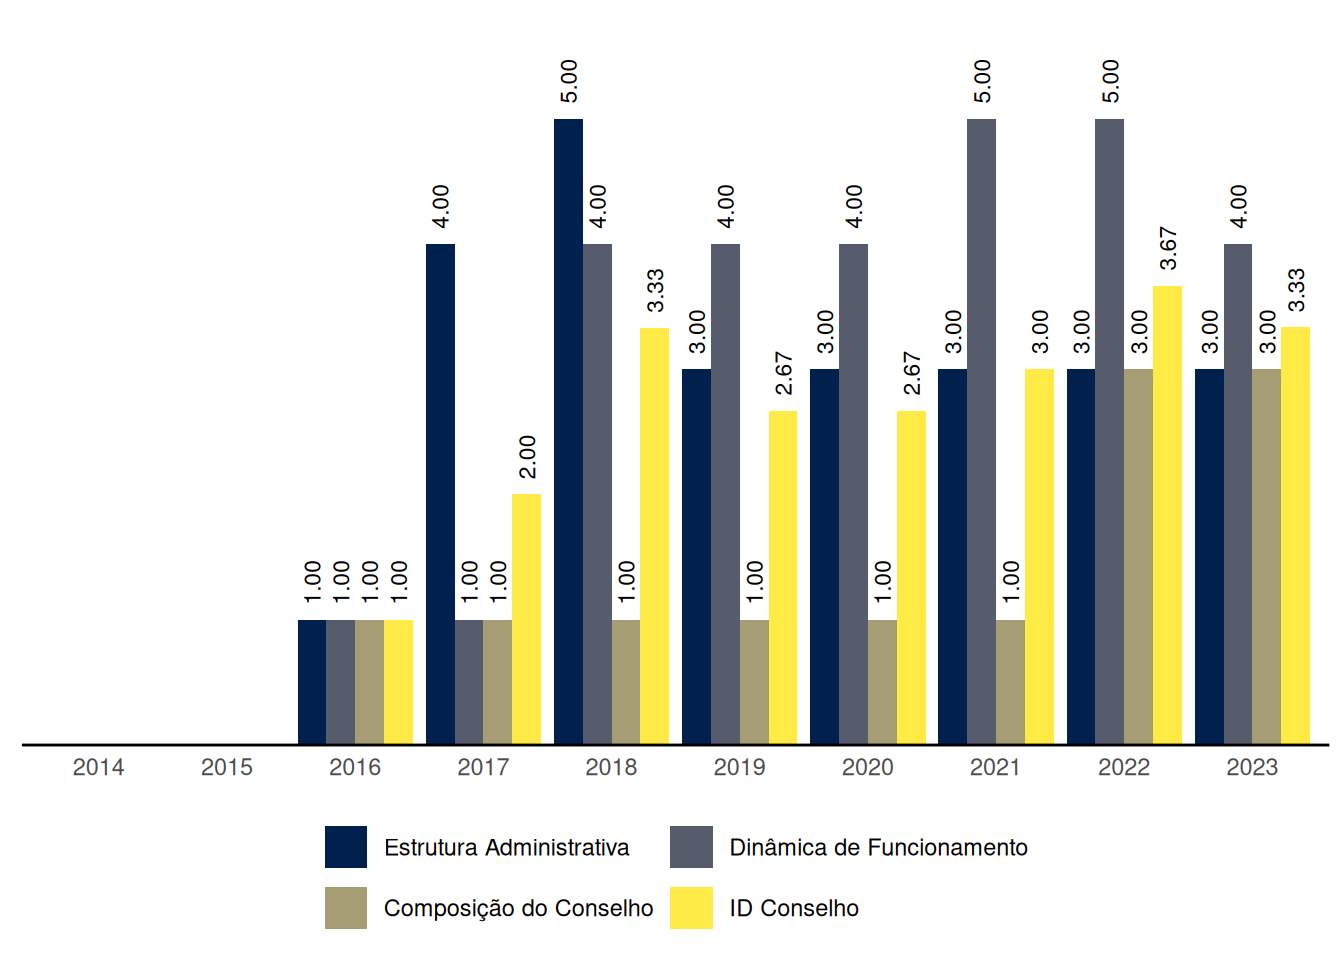 5.00 5.00 5.00
4.00 4.00 4.00 4.00 4.00
3.67
3.33 3.33
3.00 3.00 3.00 3.00 3.00 3.00 3.00 3.00
2.67 2.67
2.00
1.00 1.00 1.00 1.00 1.00 1.00 1.00 1.00 1.00 1.00
2014 2015 2016 2017 2018 2019 2020 2021 2022 2023
Estrutura Administrativa Dinâmica de Funcionamento
Composição do Conselho ID Conselho